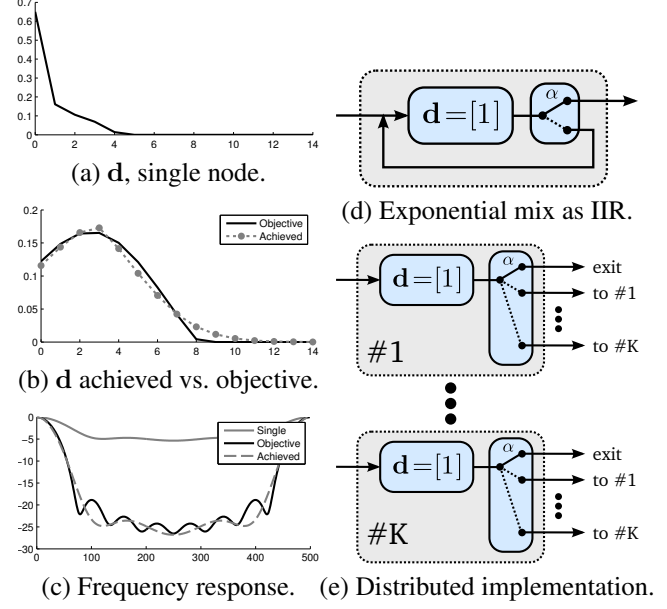 0.7
0.6
0.5
0.4
0.3
0.2
0.1
0
0 2 4 6 8 10 12 14
(a) d, single node.
0.2
0.15
0.1
0.05
0
0 2 4 6 8 10 12 14
Objective
Achieved
(b) d achieved vs. objective.
0
-5
-10
-15
-20
-25
-30
0 100 200 300 400 500
Single
Objective
Achieved
(c) Frequency response.
d=[1]
α
(d) Exponential mix as IIR.
d=[1]
α
exit
to #1
to #K
#1
d=[1]
α
exit
to #1
to #K
#K
(e) Distributed implementation.